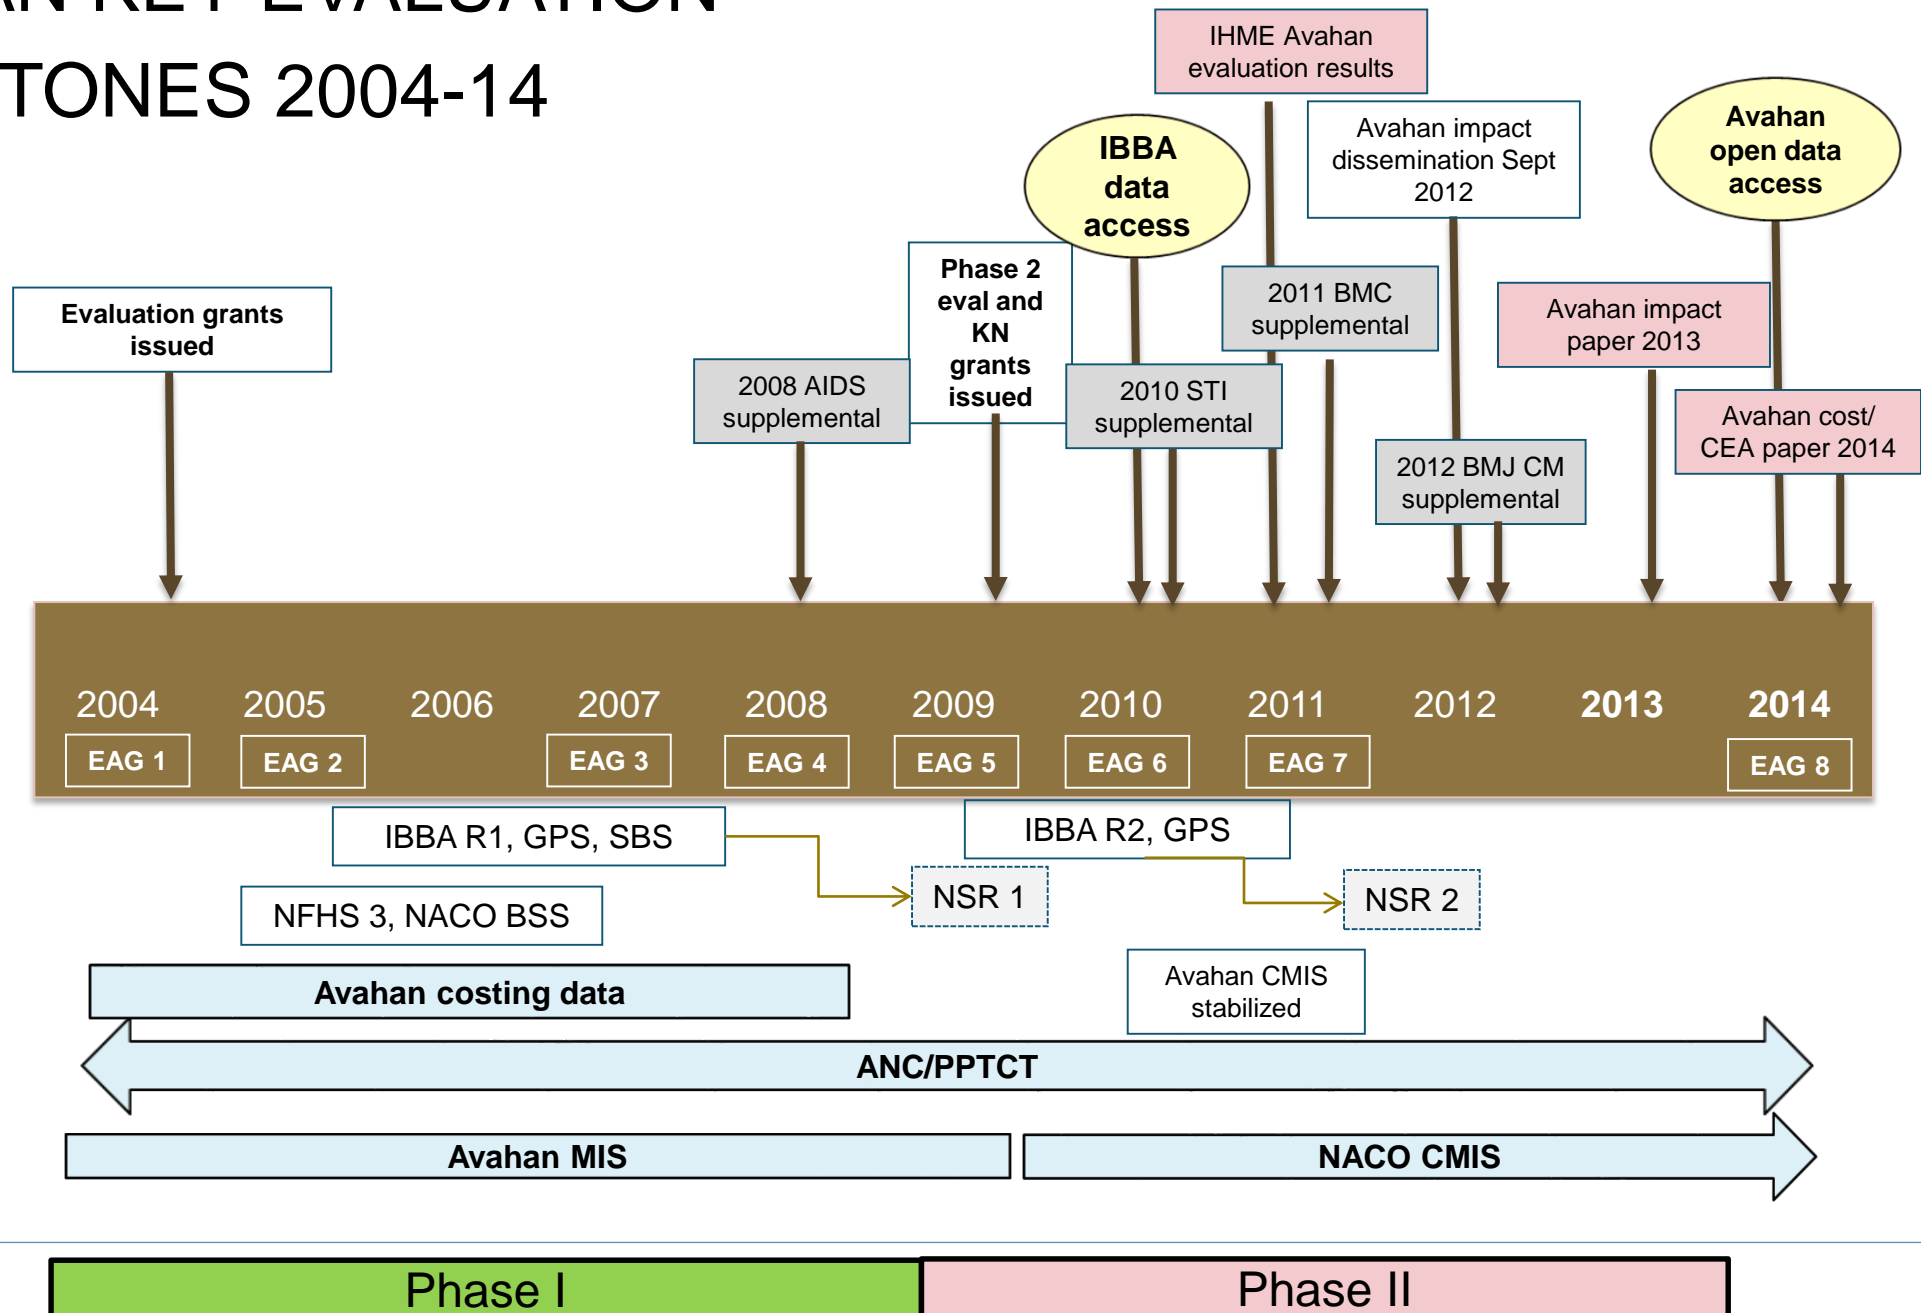 KEY EVALUATION
TONES 2004-14
IHME Avahan
evaluation results
Avahan impact
dissemination Sept
2012
Avahan
open data
access
IBBA
data
access
Phase 2
eval and
KN
grants
issued
Evaluation grants
issued
2011 BMC
supplemental
Avahan impact
paper 2013
2008 AIDS
supplemental
2010 STI
supplemental
Avahan cost/
CEA paper 2014
2012 BMJ CM
supplemental
2004 2005 2006 2007 2008 2009 2010 2011 2012 2013 2014
EAG 1 EAG 2 EAG 3 EAG 4 EAG 5 EAG 6 EAG 7 EAG 8
IBBA R1, GPS, SBS
IBBA R2, GPS
NSR 1
NSR 2
NFHS 3, NACO BSS
Avahan costing data
Avahan CMIS
stabilized
ANC/PPTCT
Avahan MIS
NACO CMIS
Phase I
Phase II